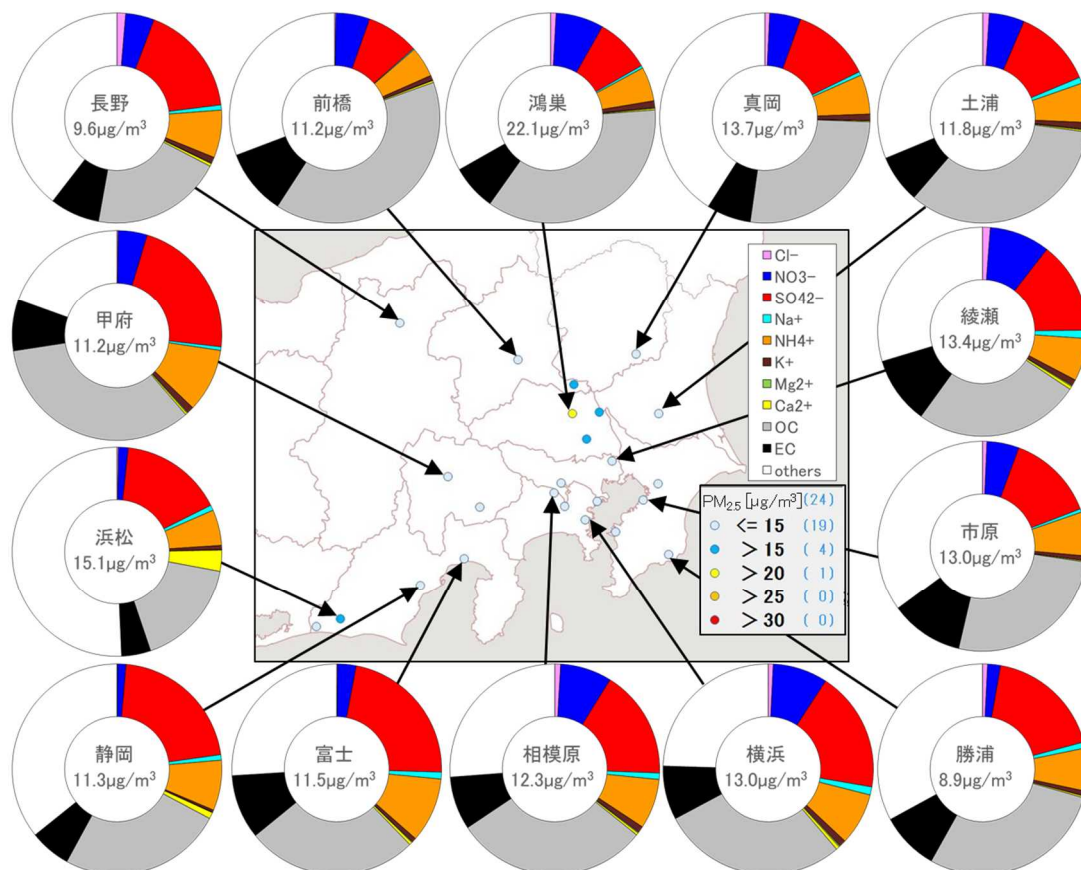 長野
9.6μg/m³
前橋
11.2μg/m³
鴻巣
22.1μg/m³
真岡
13.7μg/m³
土浦
11.8μg/m³
甲府
11.2μg/m³
綾瀬
13.4μg/m³
Cl-
NO3-
SO42-
Na+
NH4+
K+
Mg2+
Ca2+
OC
EC
others
PM2.5 [μg/m³] (24)
<= 15 (19)
> 15 ( 4)
> 20 ( 1)
> 25 ( 0)
> 30 ( 0)
浜松
15.1μg/m³
市原
13.0μg/m³
静岡
11.3μg/m³
富士
11.5μg/m³
相模原
12.3μg/m³
横浜
13.0μg/m³
勝浦
8.9μg/m³